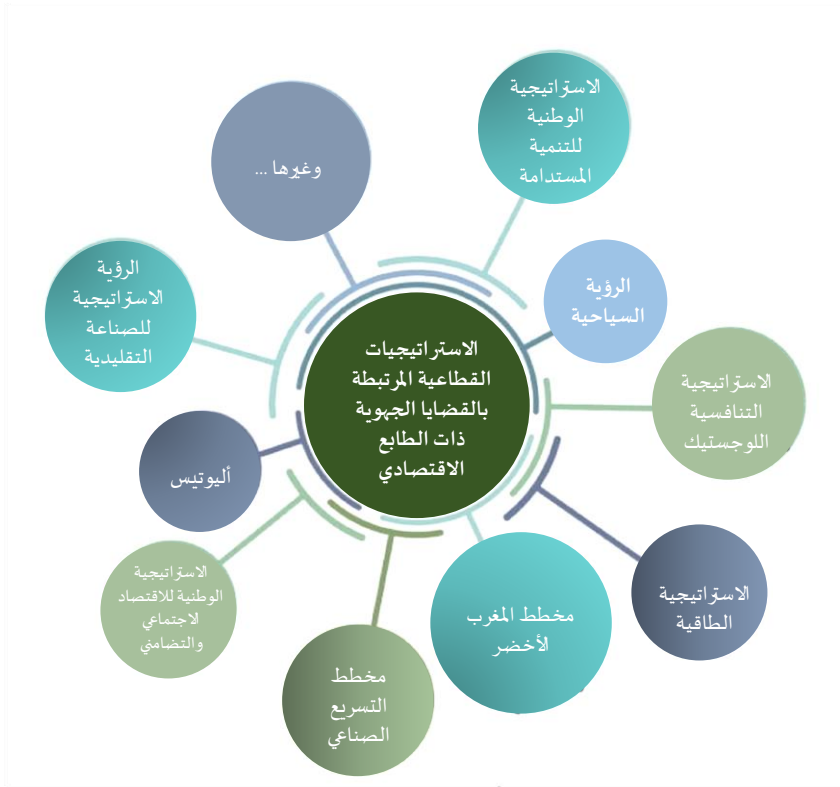 الاستراتيجية
الوطنية
للتنمية
المستدامة
وغيرها ...
الرؤية
الاستراتيجية
للصناعة
التقليدية
الرؤية
السياحية
الاستراتيجيات
القطاعية المرتبطة
بالقضايا الجهوية
ذات الطابع
الاقتصادي
الاستراتيجية
التنافسية
اللوجستيك
أليوتيس
الاستراتيجية
الطاقية
الاستراتيجية
الوطنية للاقتصاد
الاجتماعي
والتضامني
مخطط المغرب
الأخضر
مخطط
التسريع
الصناعي